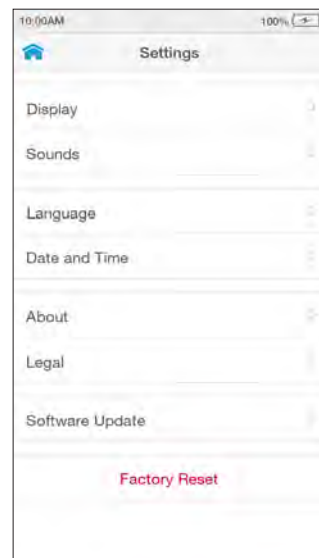 10:00AM 100%
Settings
Display
Sounds
Language
Date and Time
About
Legal
Software Update
Factory Reset